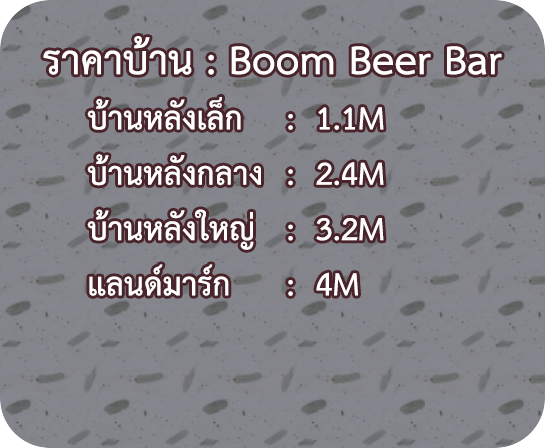 ราคาบ้าน : Boom Beer Bar
บ้านหลังเล็ก : 1.1M
บ้านหลังกลาง : 2.4M
บ้านหลังใหญ่ : 3.2M
แลนด์มาร์ก : 4M